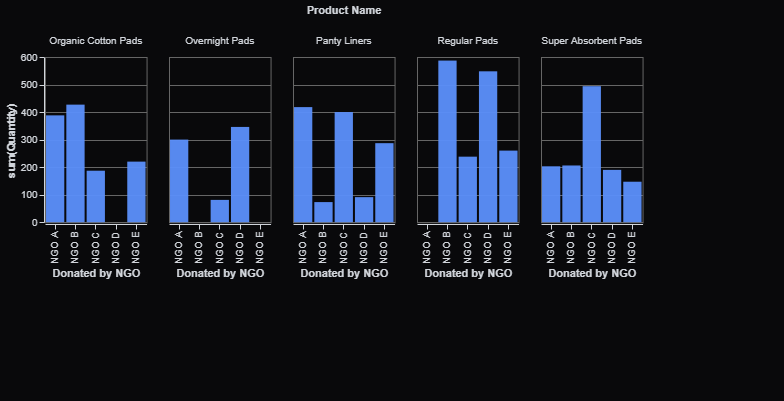 Product Name
Organic Cotton Pads Overnight Pads Panty Liners Regular Pads Super Absorbent Pads
sum(Quantity)
600
500
400
300
200
100
0
NGO A NGO B NGO C NGO D NGO E NGO A NGO B NGO C NGO D NGO E NGO A NGO B NGO C NGO D NGO E NGO A NGO B NGO C NGO D NGO E NGO A NGO B NGO C NGO D NGO E
Donated by NGO Donated by NGO Donated by NGO Donated by NGO Donated by NGO